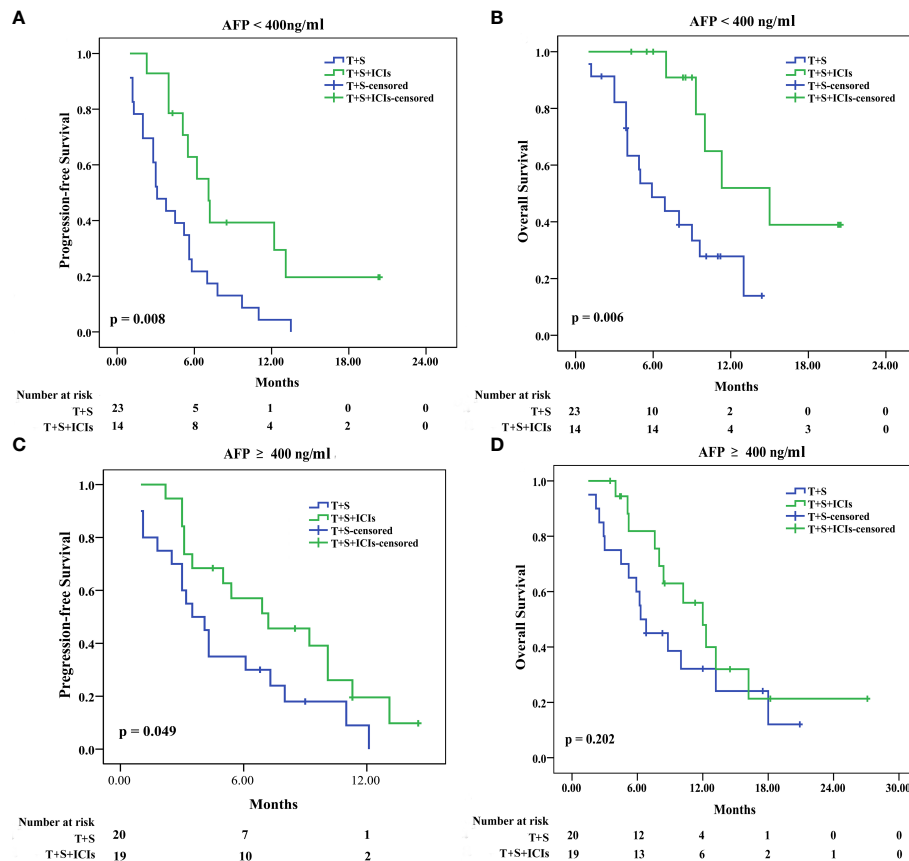 A
AFP < 400ng/ml
T+S
T+S+ICIs
T+S-censored
T+S+ICIs-censored
Progression-free Survival
1.0
0.8
0.6
0.4
0.2
0.0
p = 0.008
0.00 6.00 12.00 18.00 24.00
Months
Number at risk
T+S 23 5 1 0 0
T+S+ICIs 14 8 4 2 0
B
AFP < 400 ng/ml
T+S
T+S+ICIs
T+S-censored
T+S+ICIs-censored
Overall Survival
1.0
0.8
0.6
0.4
0.2
0.0
p = 0.006
0.00 6.00 12.00 18.00 24.00
Months
Number at risk
T+S 23 10 2 0 0
T+S+ICIs 14 14 4 3 0
C
AFP ≥ 400 ng/ml
T+S
T+S+ICIs
T+S-censored
T+S+ICIs-censored
Pregression-free Survival
1.0
0.8
0.6
0.4
0.2
0.0
p = 0.049
0.00 6.00 12.00
Months
Number at risk
T+S 20 7 1
T+S+ICIs 19 10 2
D
AFP ≥ 400 ng/ml
T+S
T+S+ICIs
T+S-censored
T+S+ICIs-censored
Overall Survival
1.0
0.8
0.6
0.4
0.2
0.0
p = 0.202
0.00 6.00 12.00 18.00 24.00 30.00
Months
Number at risk
T+S 20 12 4 1 0 0
T+S+ICIs 19 13 6 2 1 0